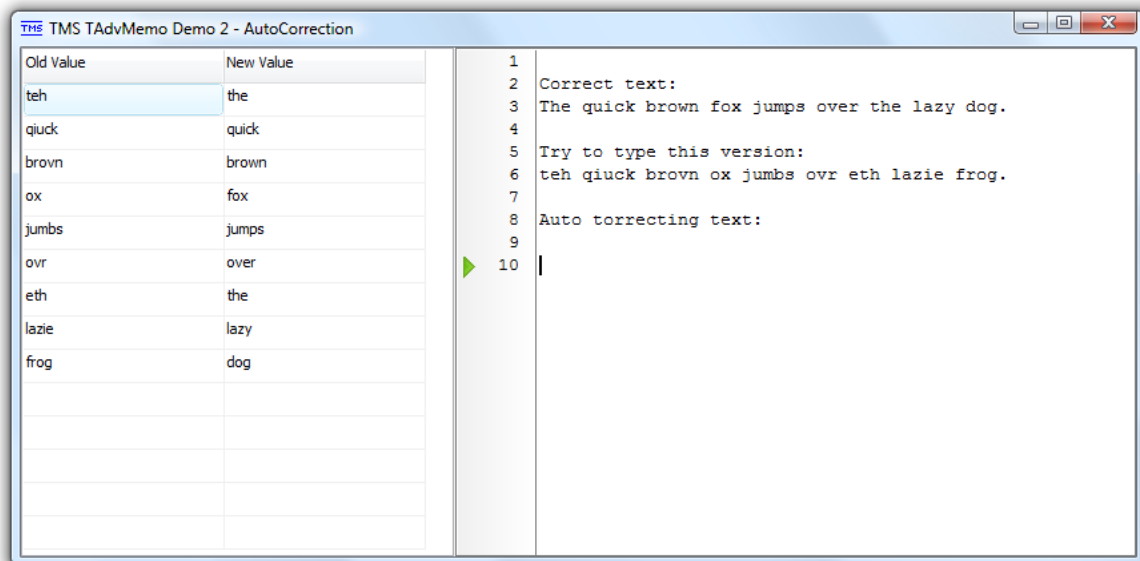 TMS TMS TAdvMemo Demo 2 - AutoCorrection
Old Value New Value
teh the
qiuck quick
brovn brown
ox fox
jumbs jumps
ovr over
eth the
lazie lazy
frog dog
1
2 Correct text:
3 The quick brown fox jumps over the lazy dog.
4
5 Try to type this version:
6 teh qiuck brovn ox jumbs ovr eth lazie frog.
7
8 Auto torrecting text:
9
10